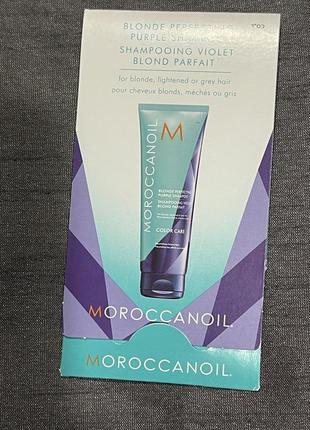 BLONDE PERFECTING
PURPLE SHAMPOO
SHAMPOOING VIOLET
BLOND PARFAIT
for blonde, lightened or grey hair
pour cheveux blonds, méchés ou gris
M
MOROCCANOIL
BLONDE PERFECTING
PURPLE SHAMPOO
SHAMPOOING VIOLET
BLOND PARFAIT
COLOR CARE
MOROCCANOIL.
MOROCCANOIL.